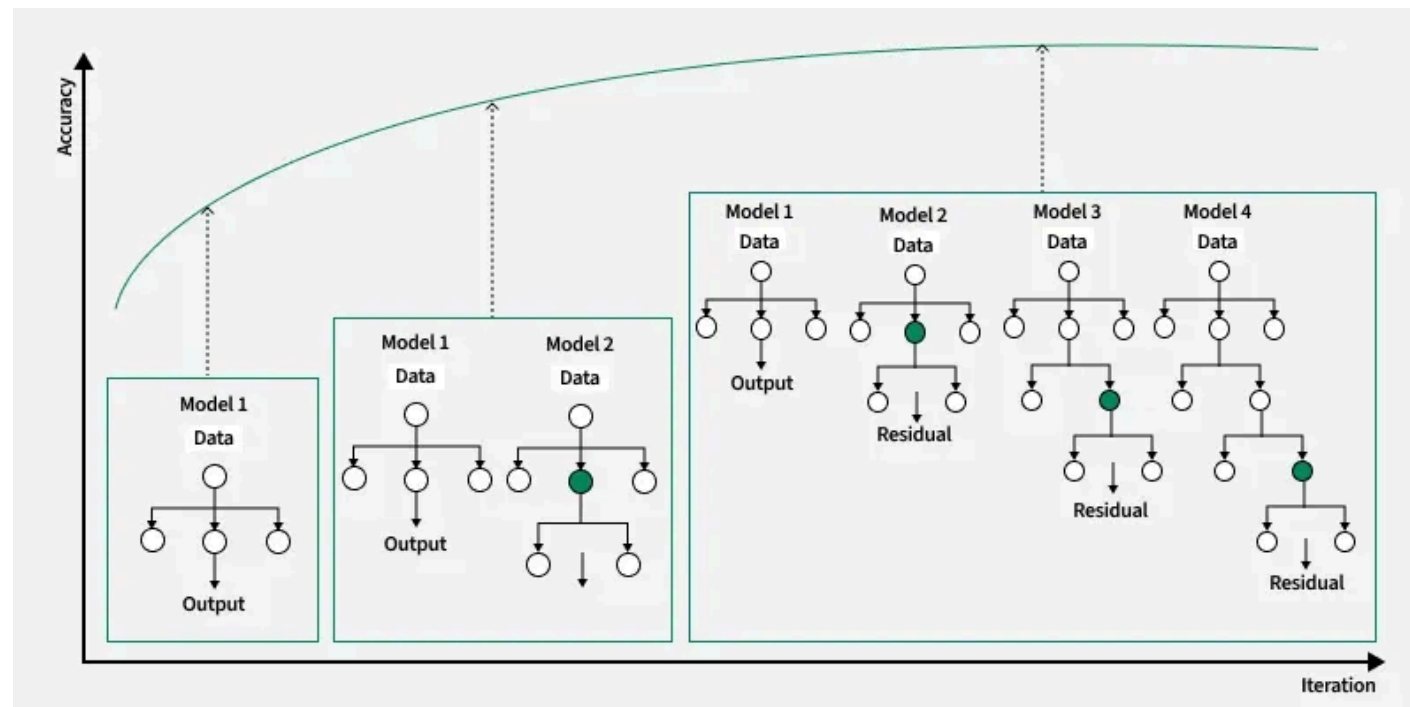 Accuracy
Model 1
Data
Output
Model 1
Data
Output
Model 2
Data
Model 1
Data
Output
Model 2
Data
Residual
Model 3
Data
Residual
Model 4
Data
Residual
Iteration